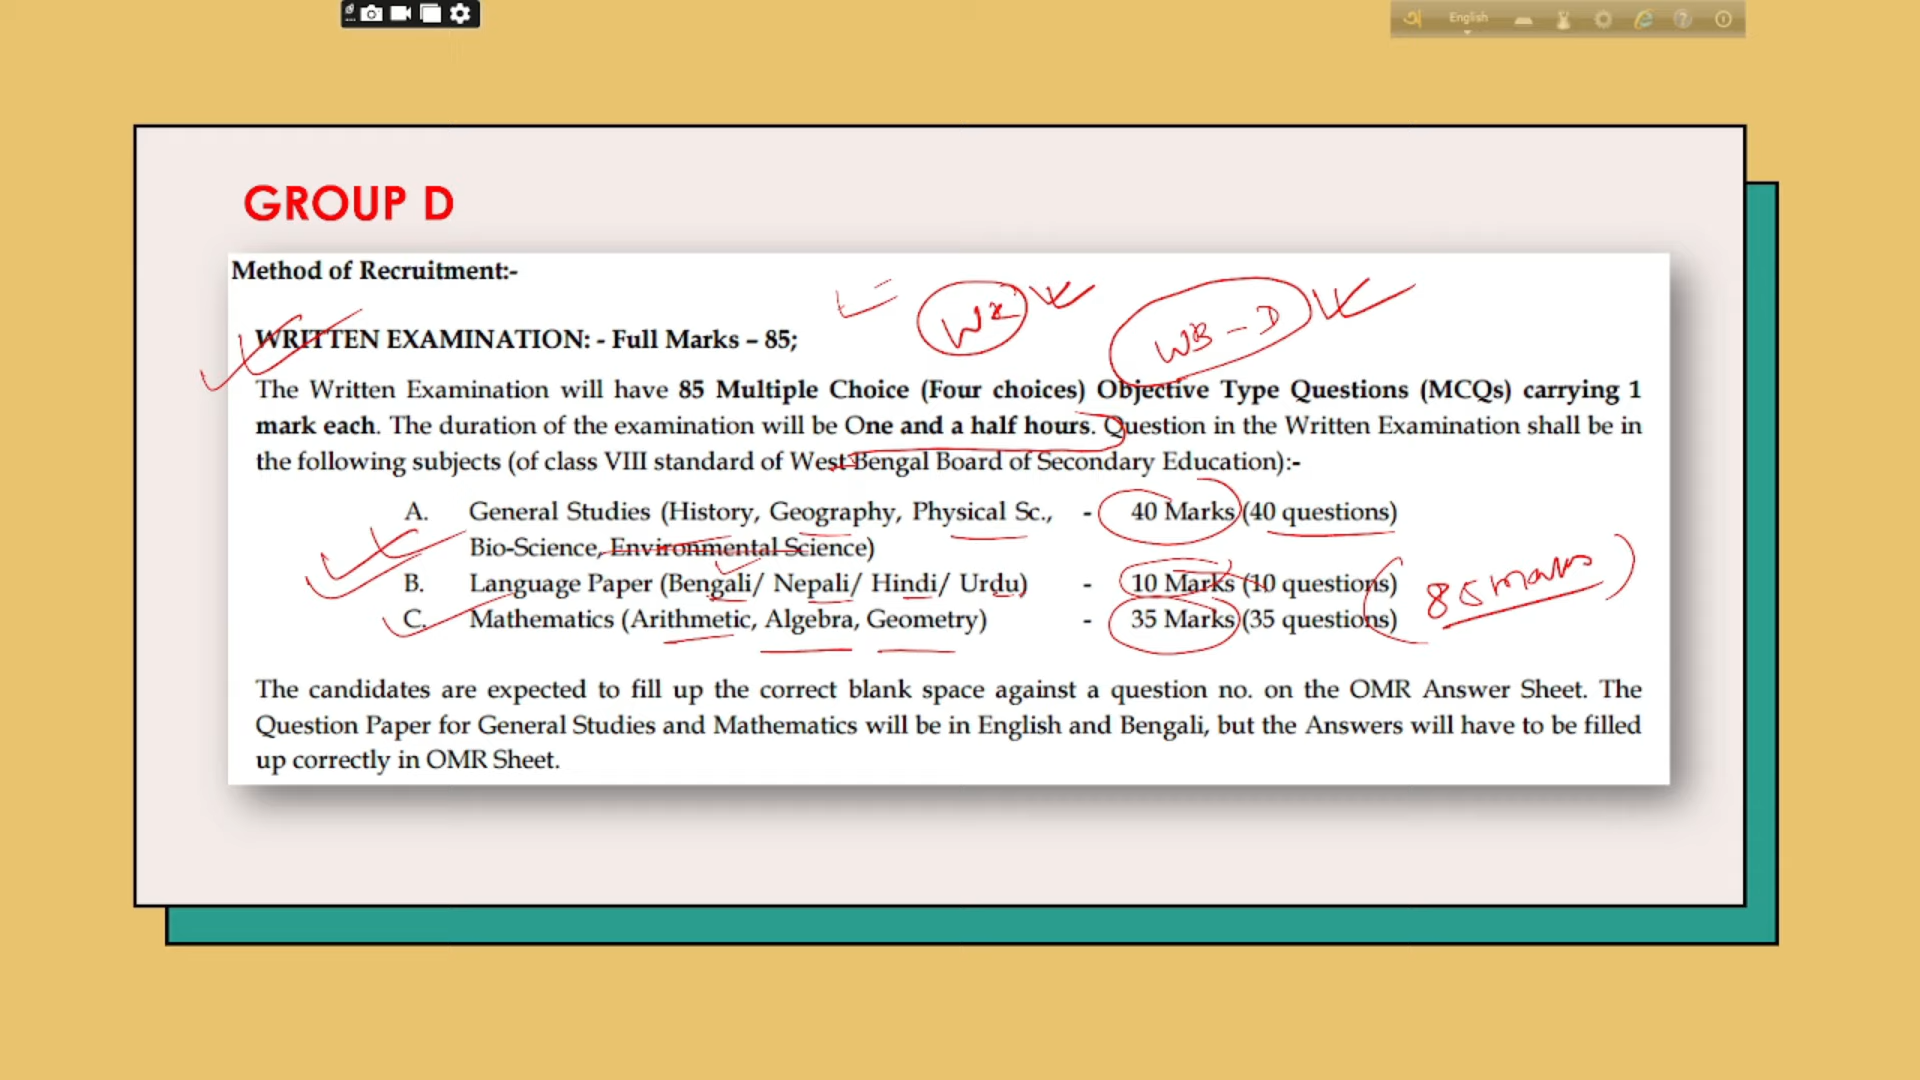 English
GROUP D
Method of Recruitment:-
WRITTEN EXAMINATION: - Full Marks – 85;
WB - D
The Written Examination will have 85 Multiple Choice (Four choices) Objective Type Questions (MCQs) carrying 1
mark each. The duration of the examination will be One and a half hours. Question in the Written Examination shall be in
the following subjects (of class VIII standard of West Bengal Board of Secondary Education):-
A. General Studies (History, Geography, Physical Sc., - 40 Marks (40 questions)
Bio-Science, Environmental Science)
B. Language Paper (Bengali/ Nepali/ Hindi/ Urdu) - 10 Marks (10 questions)
85 marks
C. Mathematics (Arithmetic, Algebra, Geometry) - 35 Marks (35 questions)
The candidates are expected to fill up the correct blank space against a question no. on the OMR Answer Sheet. The
Question Paper for General Studies and Mathematics will be in English and Bengali, but the Answers will have to be filled
up correctly in OMR Sheet.